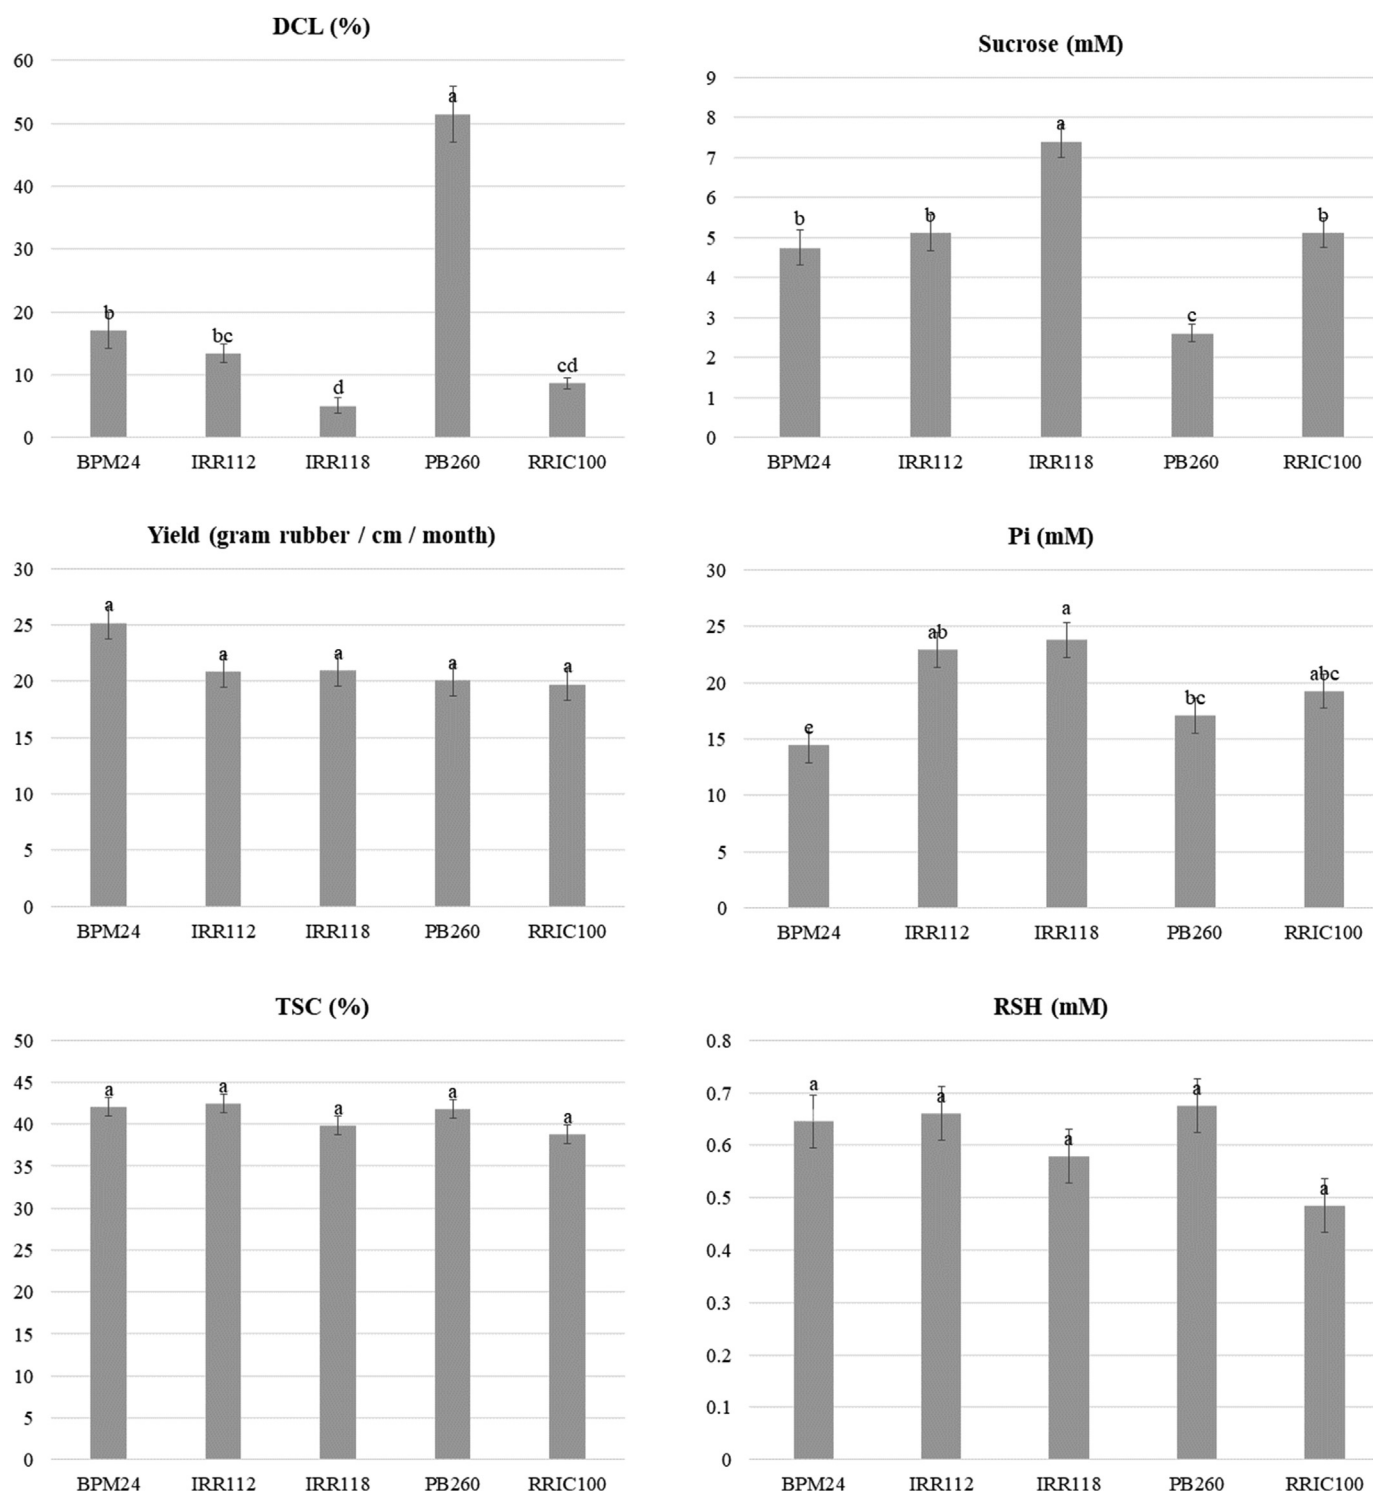 DCL (%)
60
50
40
30
20
10
0
b
bc
d
a
cd
BPM24 IRR112 IRR118 PB260 RRIC100
Sucrose (mM)
9
8
7
6
5
4
3
2
1
0
b
b
a
c
b
BPM24 IRR112 IRR118 PB260 RRIC100
Yield (gram rubber / cm / month)
30
25
20
15
10
5
0
a
a
a
a
a
BPM24 IRR112 IRR118 PB260 RRIC100
Pi (mM)
30
25
20
15
10
5
0
c
ab
a
bc
abc
BPM24 IRR112 IRR118 PB260 RRIC100
TSC (%)
50
45
40
35
30
25
20
15
10
5
0
a
a
a
a
a
BPM24 IRR112 IRR118 PB260 RRIC100
RSH (mM)
0.8
0.7
0.6
0.5
0.4
0.3
0.2
0.1
0
a
a
a
a
a
BPM24 IRR112 IRR118 PB260 RRIC100